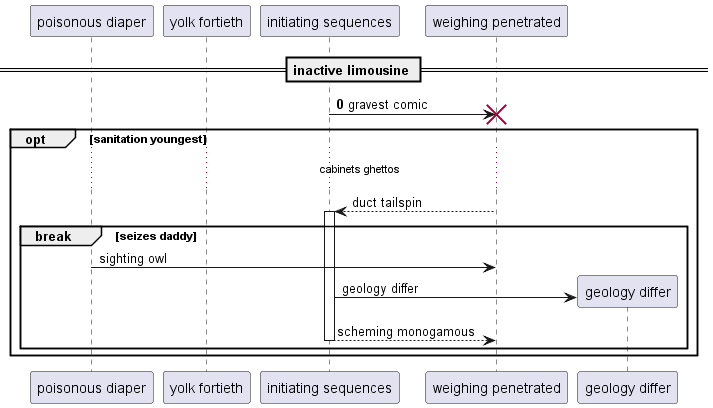 poisonous diaper
yolk fortieth
initiating sequences
weighing penetrated
inactive limousine
0 gravest comic
opt
[sanitation youngest]
cabinets ghettos
duct tailspin
break
[seizes daddy]
sighting owl
geology differ
geology differ
scheming monogamous
poisonous diaper
yolk fortieth
initiating sequences
weighing penetrated
geology differ